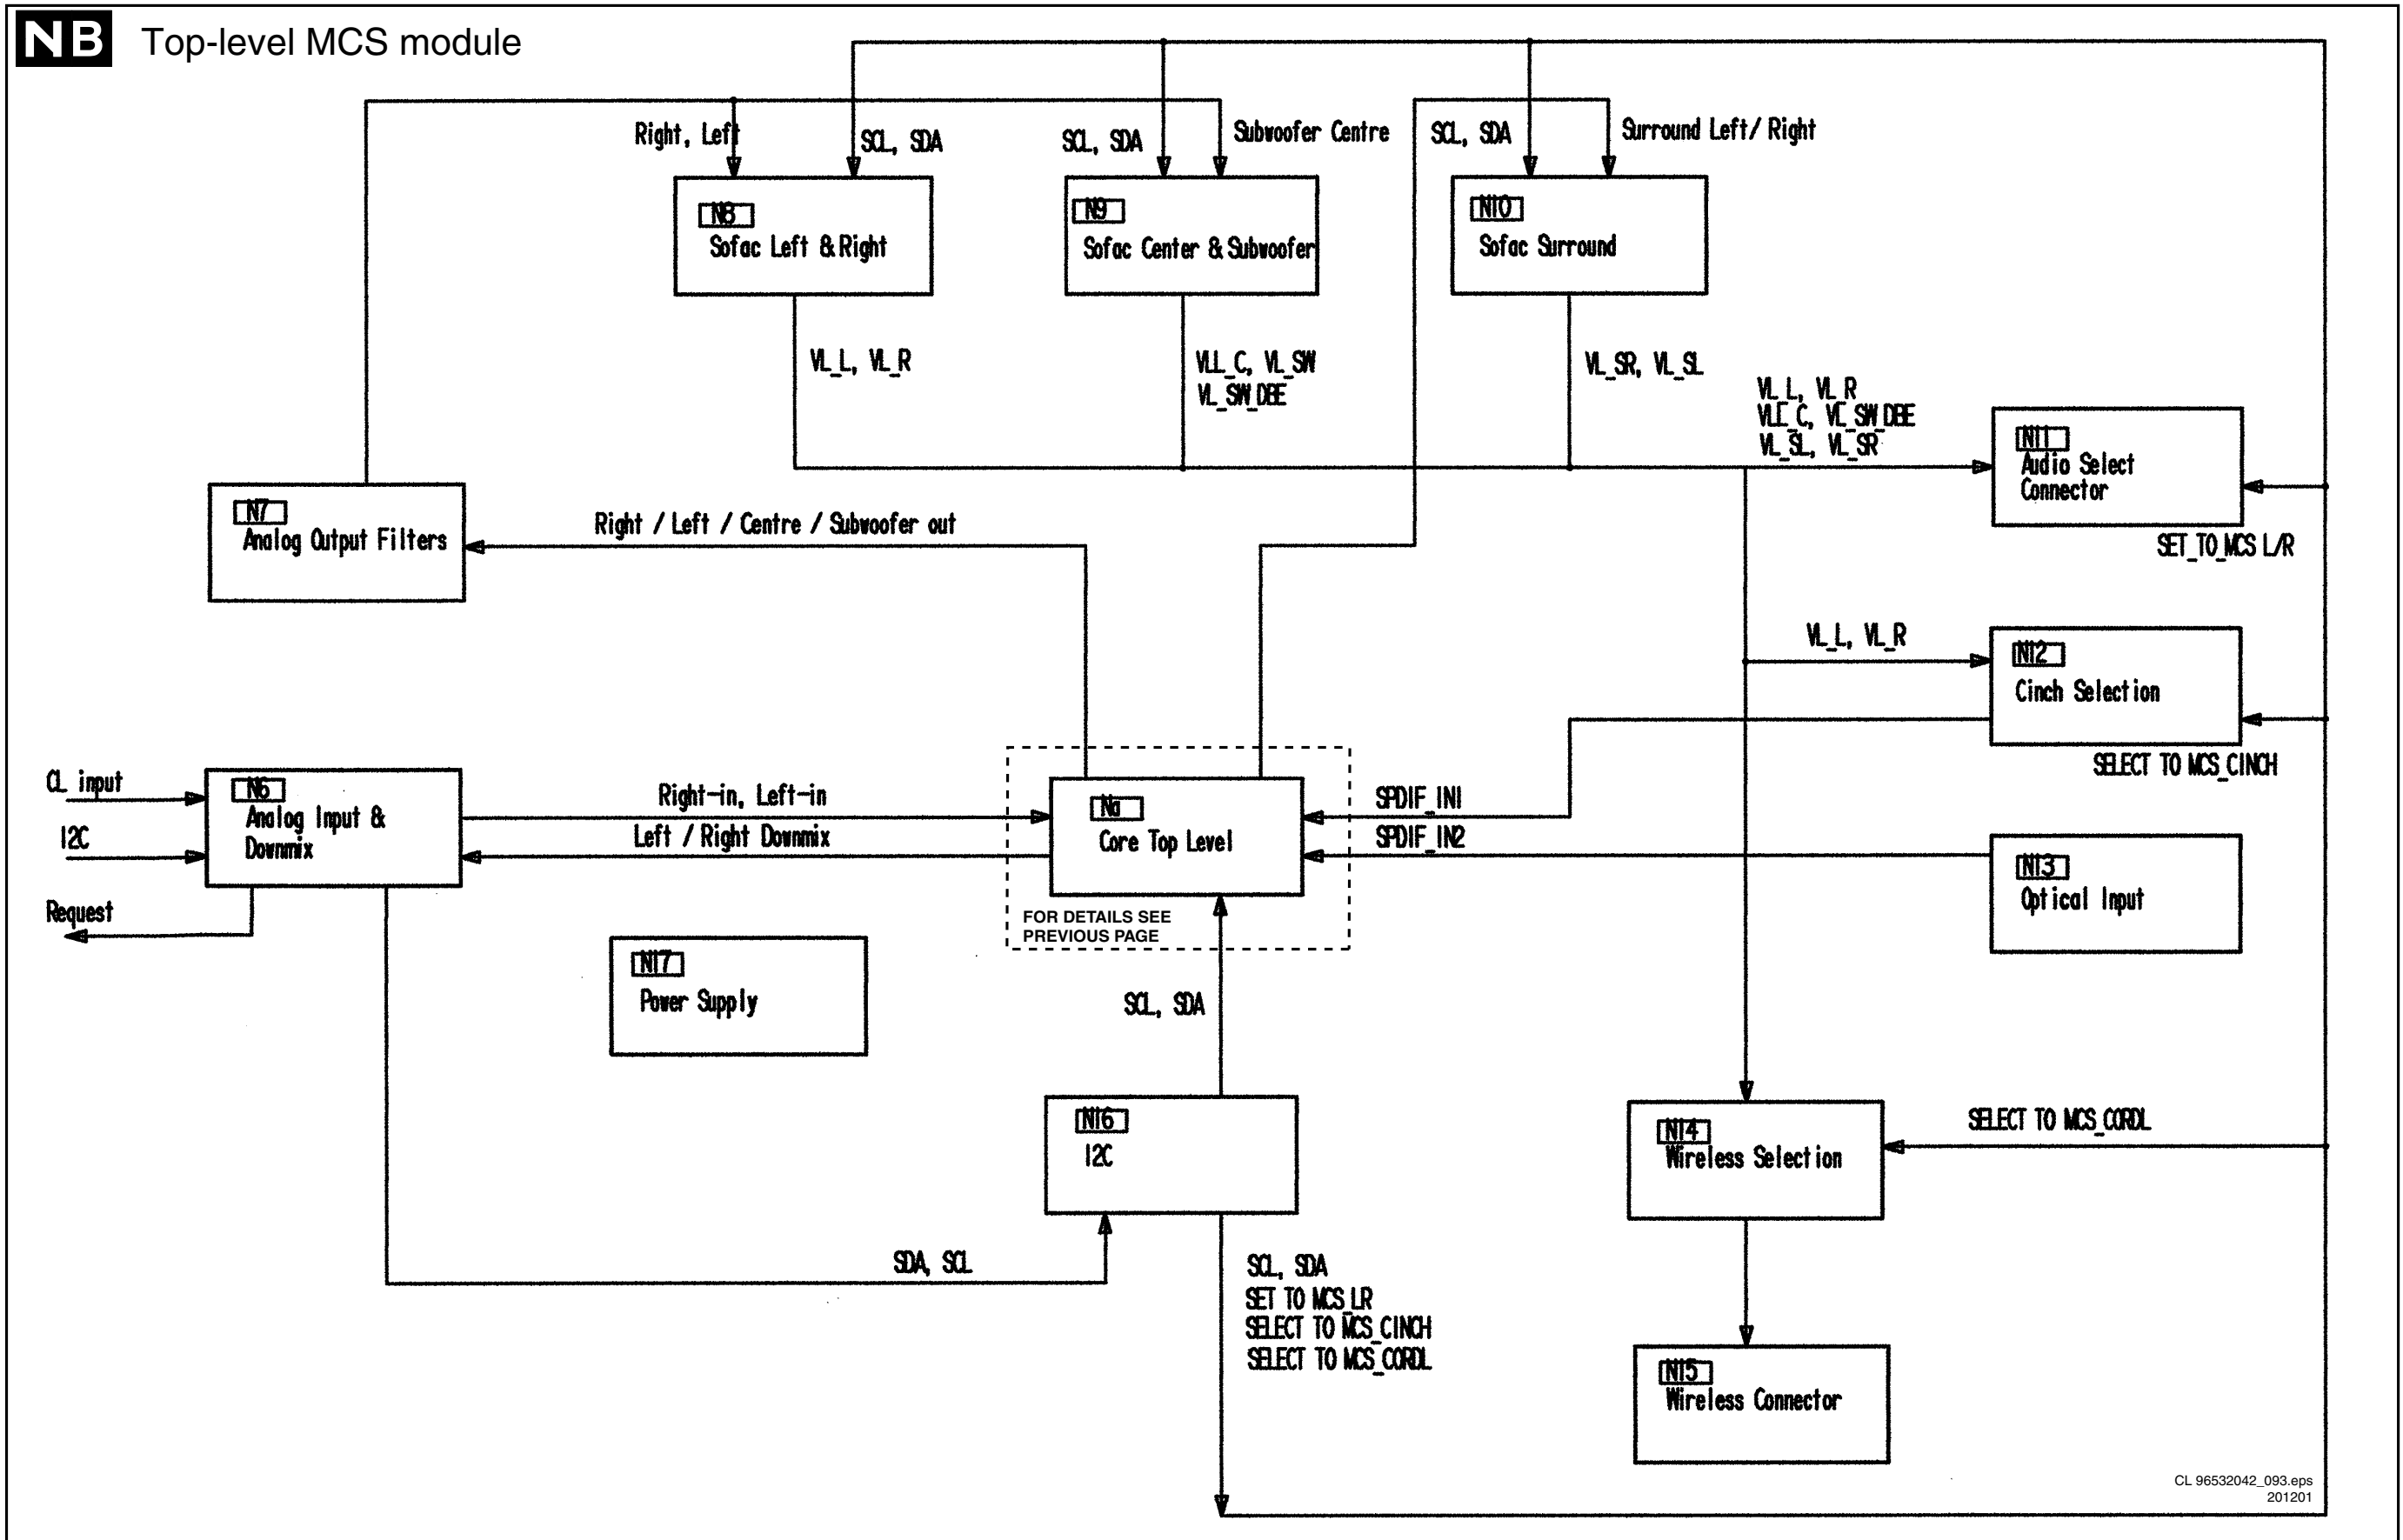 NB Top-level MCS module
Right, Left
SCL, SDA
SCL, SDA
Subwoofer Centre
SCL, SDA
Surround Left/ Right
N8
Sofac Left & Right
N9
Sofac Center & Subwoofer
N10
Sofac Surround
VL_L, VL_R
VLL_C, VL_SW
VL_SW_DBE
VL_SR, VL_SL
VL_L, VL_R
VLL_C, VL_SW_DBE
VL_SL, VL_SR
N11
Audio Select
Connector
SET_TO_MCS L/R
N7
Analog Output Filters
Right / Left / Centre / Subwoofer out
VL_L, VL_R
N12
Cinch Selection
SELECT TO MCS_CINCH
CL input
I2C
Request
N6
Analog Input &
Downmix
Right-in, Left-in
Left / Right Downmix
Na
Core Top Level
FOR DETAILS SEE
PREVIOUS PAGE
SPDIF_IN1
SPDIF_IN2
N13
Optical Input
N17
Power Supply
SCL, SDA
N16
I2C
SDA, SCL
SCL, SDA
SET TO MCS_LR
SELECT TO MCS_CINCH
SELECT TO MCS_CORDL
N14
Wireless Selection
SELECT TO MCS_CORDL
N15
Wireless Connector
CL 96532042_093.eps
201201